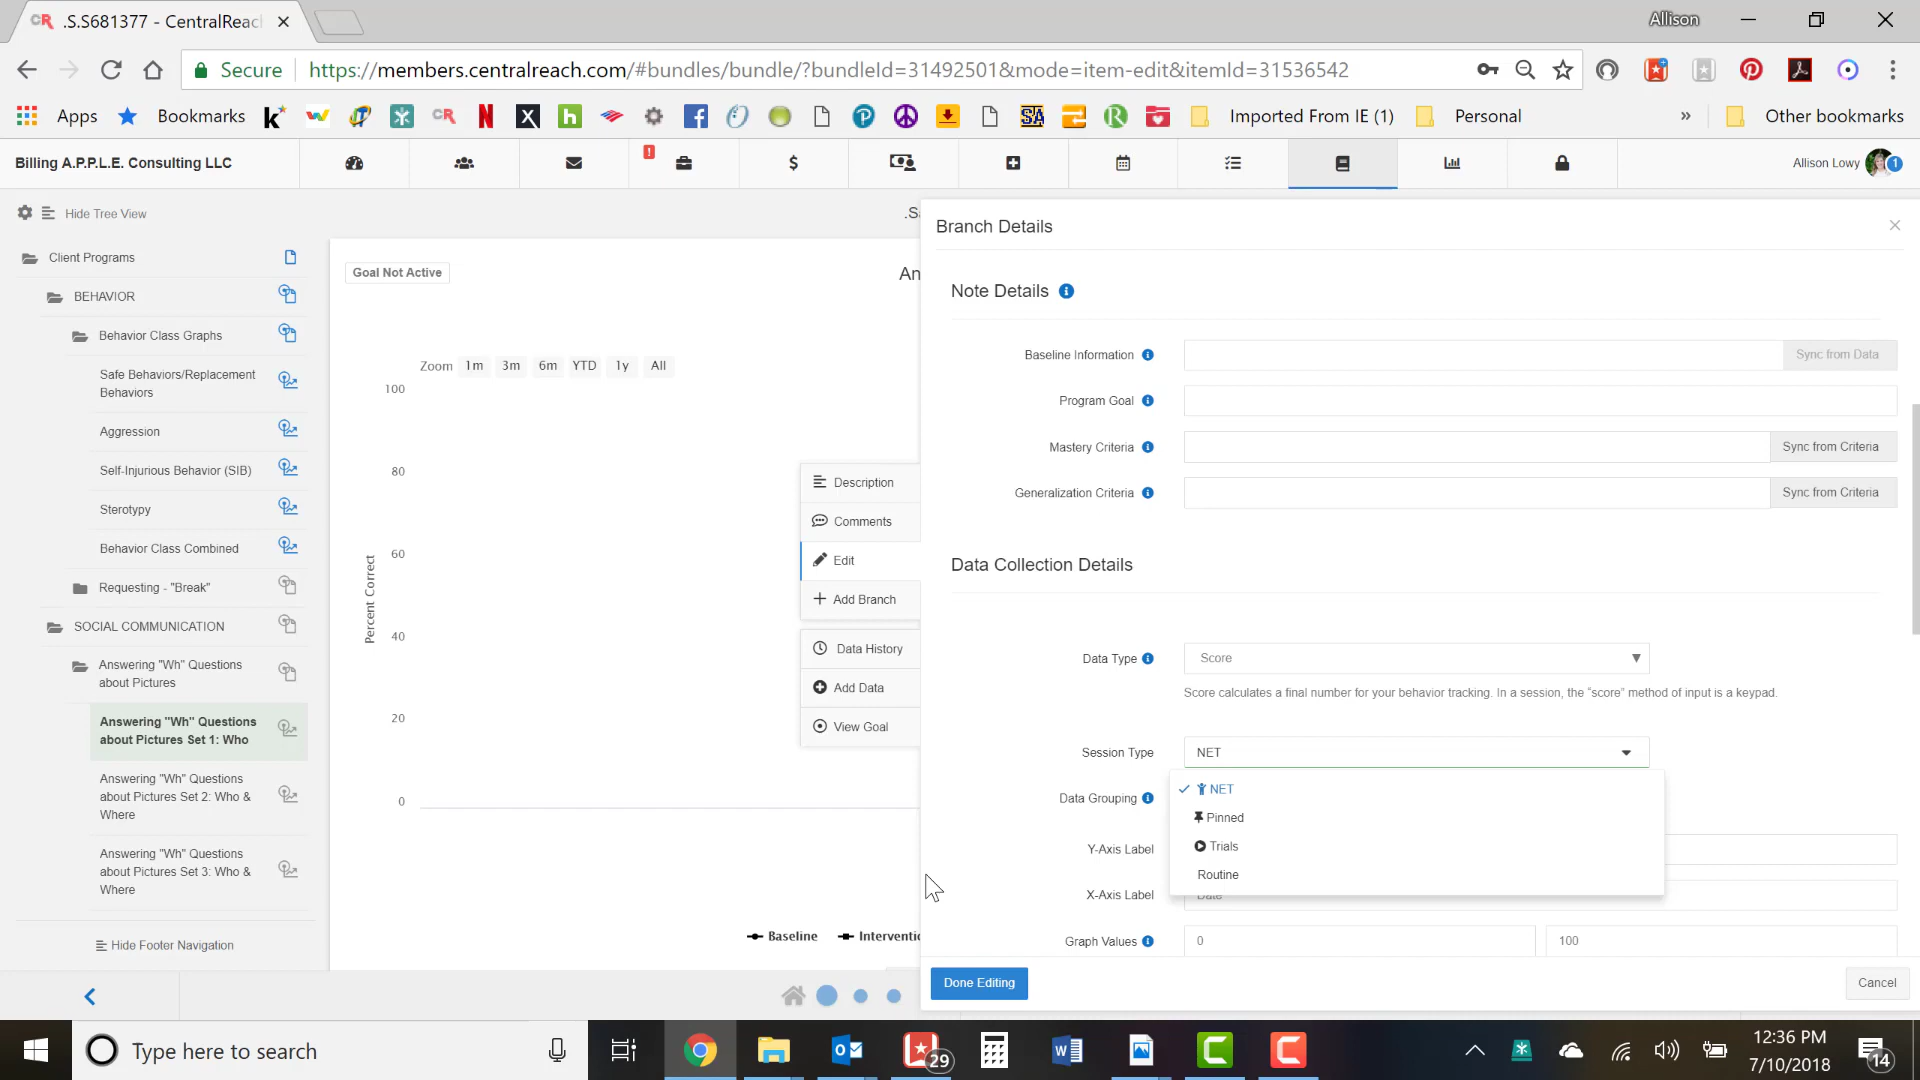 .S.S681377 - CentralReach
Allison
Secure
https://members.centralreach.com/#bundles/bundle/?bundleId=31492501&mode=item-edit&itemId=31536542
Apps
Bookmarks
Imported From IE (1)
Personal
»
Other bookmarks
Billing A.P.P.L.E. Consulting LLC
Allison Lowy
1
Hide Tree View
Client Programs
BEHAVIOR
Behavior Class Graphs
Safe Behaviors/Replacement
Behaviors
Aggression
Self-Injurious Behavior (SIB)
Sterotypy
Behavior Class Combined
Requesting - "Break"
SOCIAL COMMUNICATION
Answering "Wh" Questions
about Pictures
Answering "Wh" Questions
about Pictures Set 1: Who
Answering "Wh" Questions
about Pictures Set 2: Who &
Where
Answering "Wh" Questions
about Pictures Set 3: Who &
Where
Hide Footer Navigation
Goal Not Active
An
Zoom 1m 3m 6m YTD 1y All
100
80
60
40
20
0
Percent Correct
Baseline
Description
Comments
Edit
Add Branch
Data History
Add Data
View Goal
Branch Details
Note Details
Baseline Information
Sync from Data
Program Goal
Mastery Criteria
Sync from Criteria
Generalization Criteria
Sync from Criteria
Data Collection Details
Data Type
Score
Score calculates a final number for your behavior tracking. In a session, the "score" method of input is a keypad.
Session Type
NET
NET
Pinned
Trials
Routine
Data Grouping
Y-Axis Label
X-Axis Label
Graph Values
0
100
Done Editing
Cancel
Type here to search
29
12:36 PM
7/10/2018
14